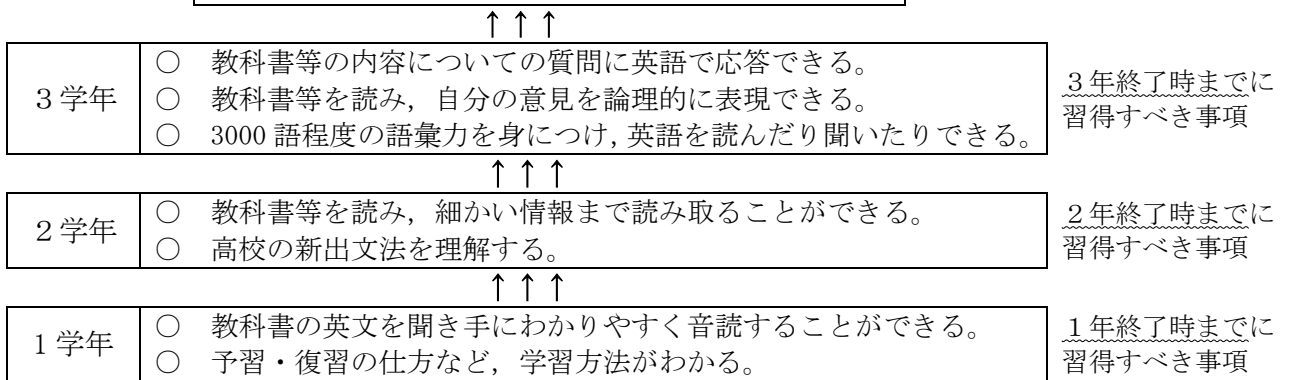 ↑ ↑ ↑
3学年
○ 教科書等の内容についての質問に英語で応答できる。
○ 教科書等を読み，自分の意見を論理的に表現できる。
○ 3000語程度の語彙力を身につけ,英語を読んだり聞いたりできる。
3年終了時までに
習得すべき事項
↑ ↑ ↑
2学年
○ 教科書等を読み，細かい情報まで読み取ることができる。
○ 高校の新出文法を理解する。
2年終了時までに
習得すべき事項
↑ ↑ ↑
1学年
○ 教科書の英文を聞き手にわかりやすく音読することができる。
○ 予習・復習の仕方など，学習方法がわかる。
1年終了時までに
習得すべき事項